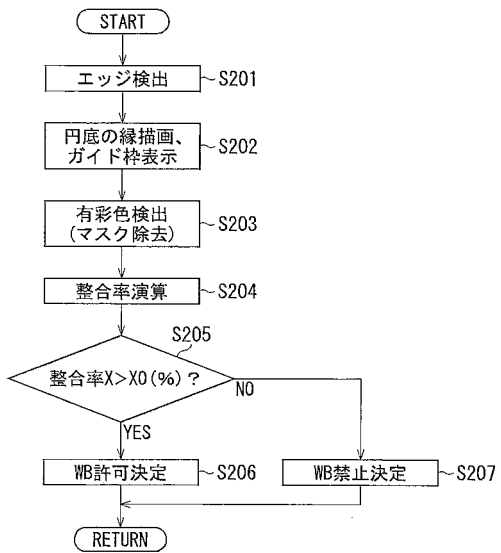 START
エッジ検出
S201
円底の縁描画、
ガイド枠表示
S202
有彩色検出
(マスク除去)
S203
整合率演算
S204
S205
整合率X>X0(%)?
NO
YES
WB許可決定
S206
WB禁止決定
S207
RETURN